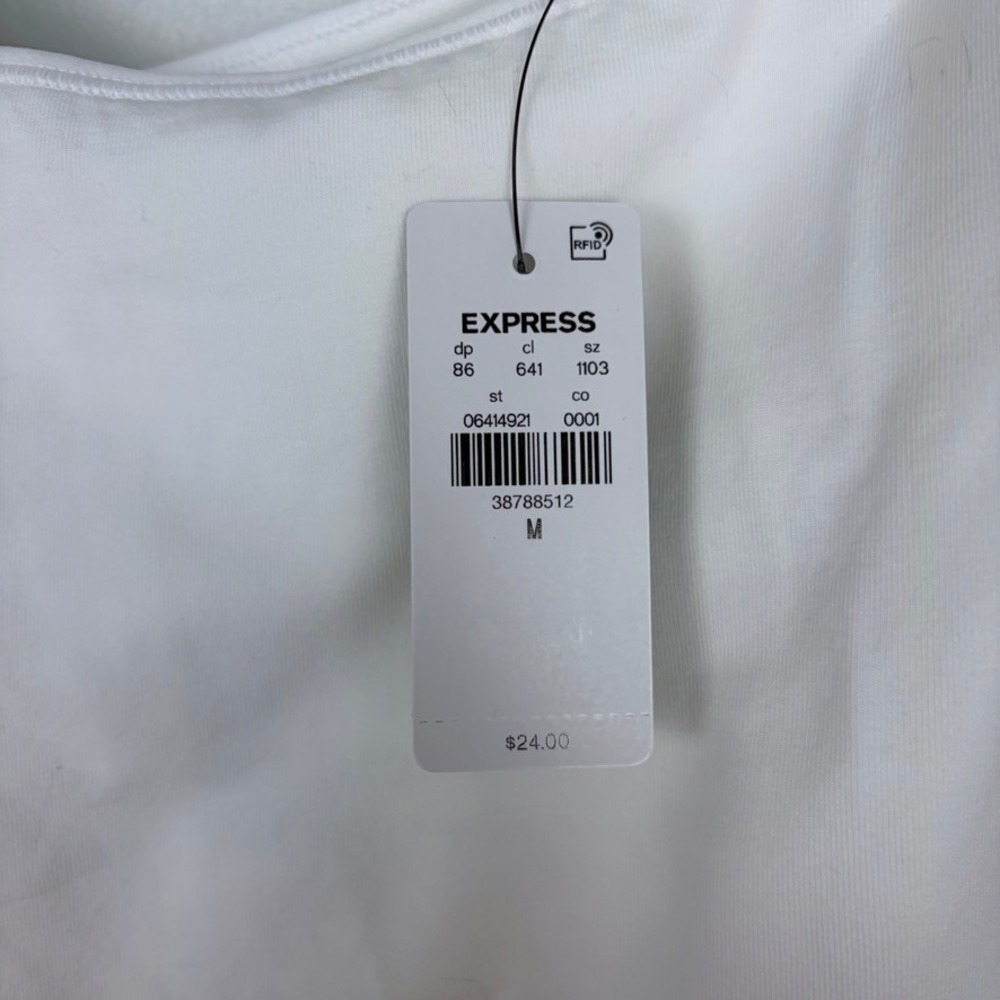 RFID
EXPRESS
dp cl sz
86 641 1103
st co
06414921 0001
38788512
M
$24.00